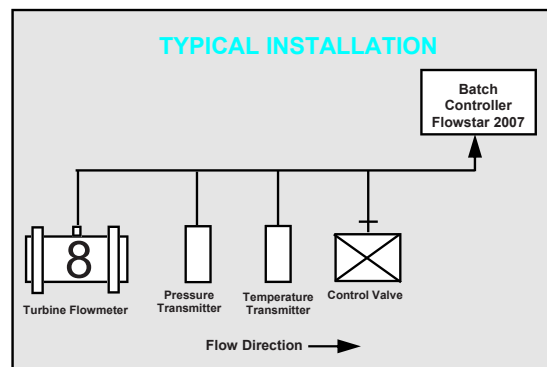 TYPICAL INSTALLATION
Batch
Controller
Flowstar 2007
8
Turbine Flowmeter
Pressure
Transmitter
Temperature
Transmitter
Control Valve
Flow Direction